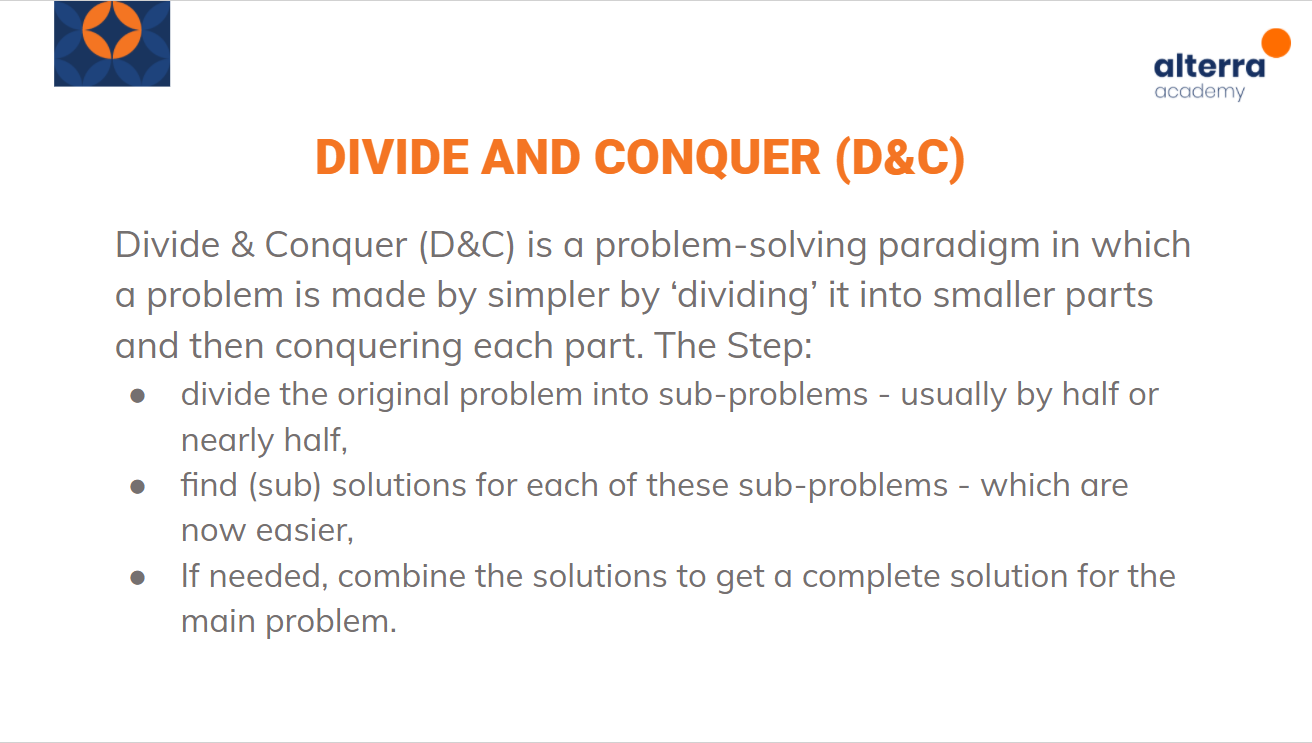 alterra
academy
DIVIDE AND CONQUER (D&C)
Divide & Conquer (D&C) is a problem-solving paradigm in which
a problem is made by simpler by ‘dividing’ it into smaller parts
and then conquering each part. The Step:
● divide the original problem into sub-problems - usually by half or
nearly half,
● find (sub) solutions for each of these sub-problems - which are
now easier,
● If needed, combine the solutions to get a complete solution for the
main problem.